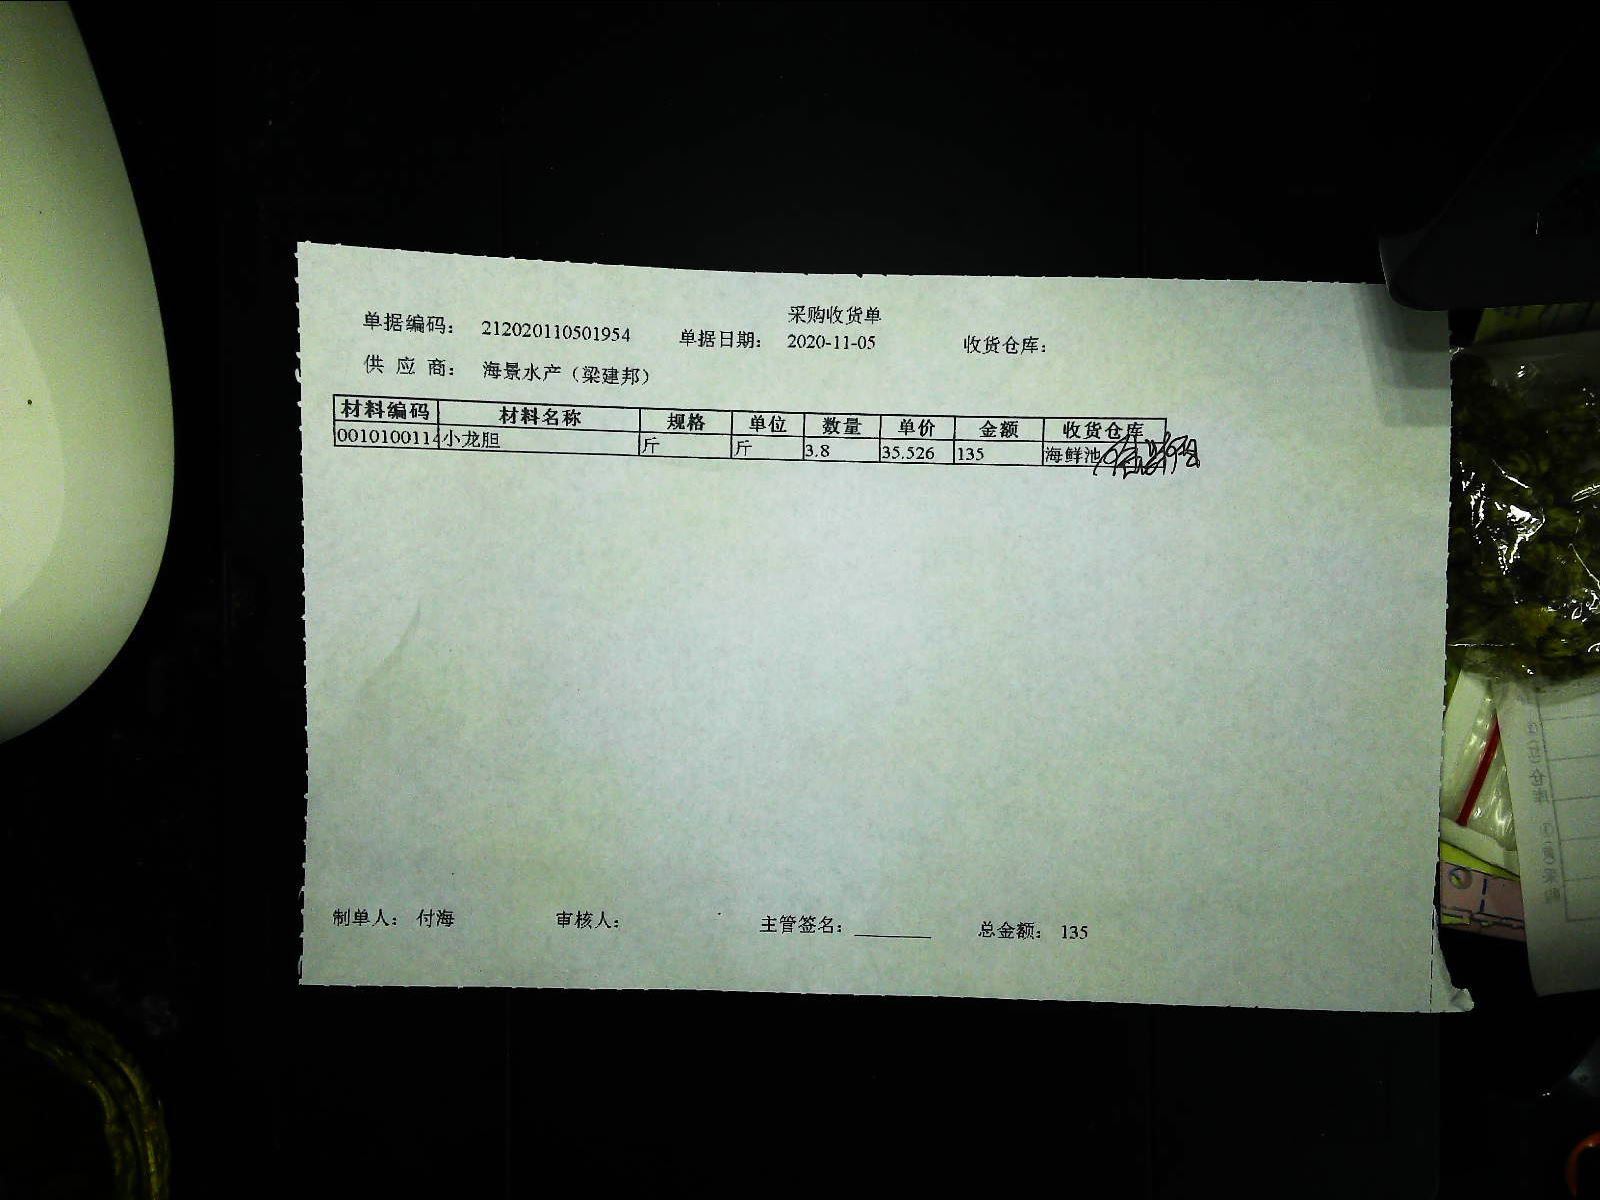 采购收货单
单据编码： 212020110501954 单据日期： 2020-11-05 收货仓库：
供 应 商： 海景水产（梁建邦）
材料编码 材料名称 规格 单位 数量 单价 金额 收货仓库
0010100114 小龙胆 斤 斤 3.8 35.526 135 海鲜池
制单人： 付海 审核人： 主管签名： 总金额： 135